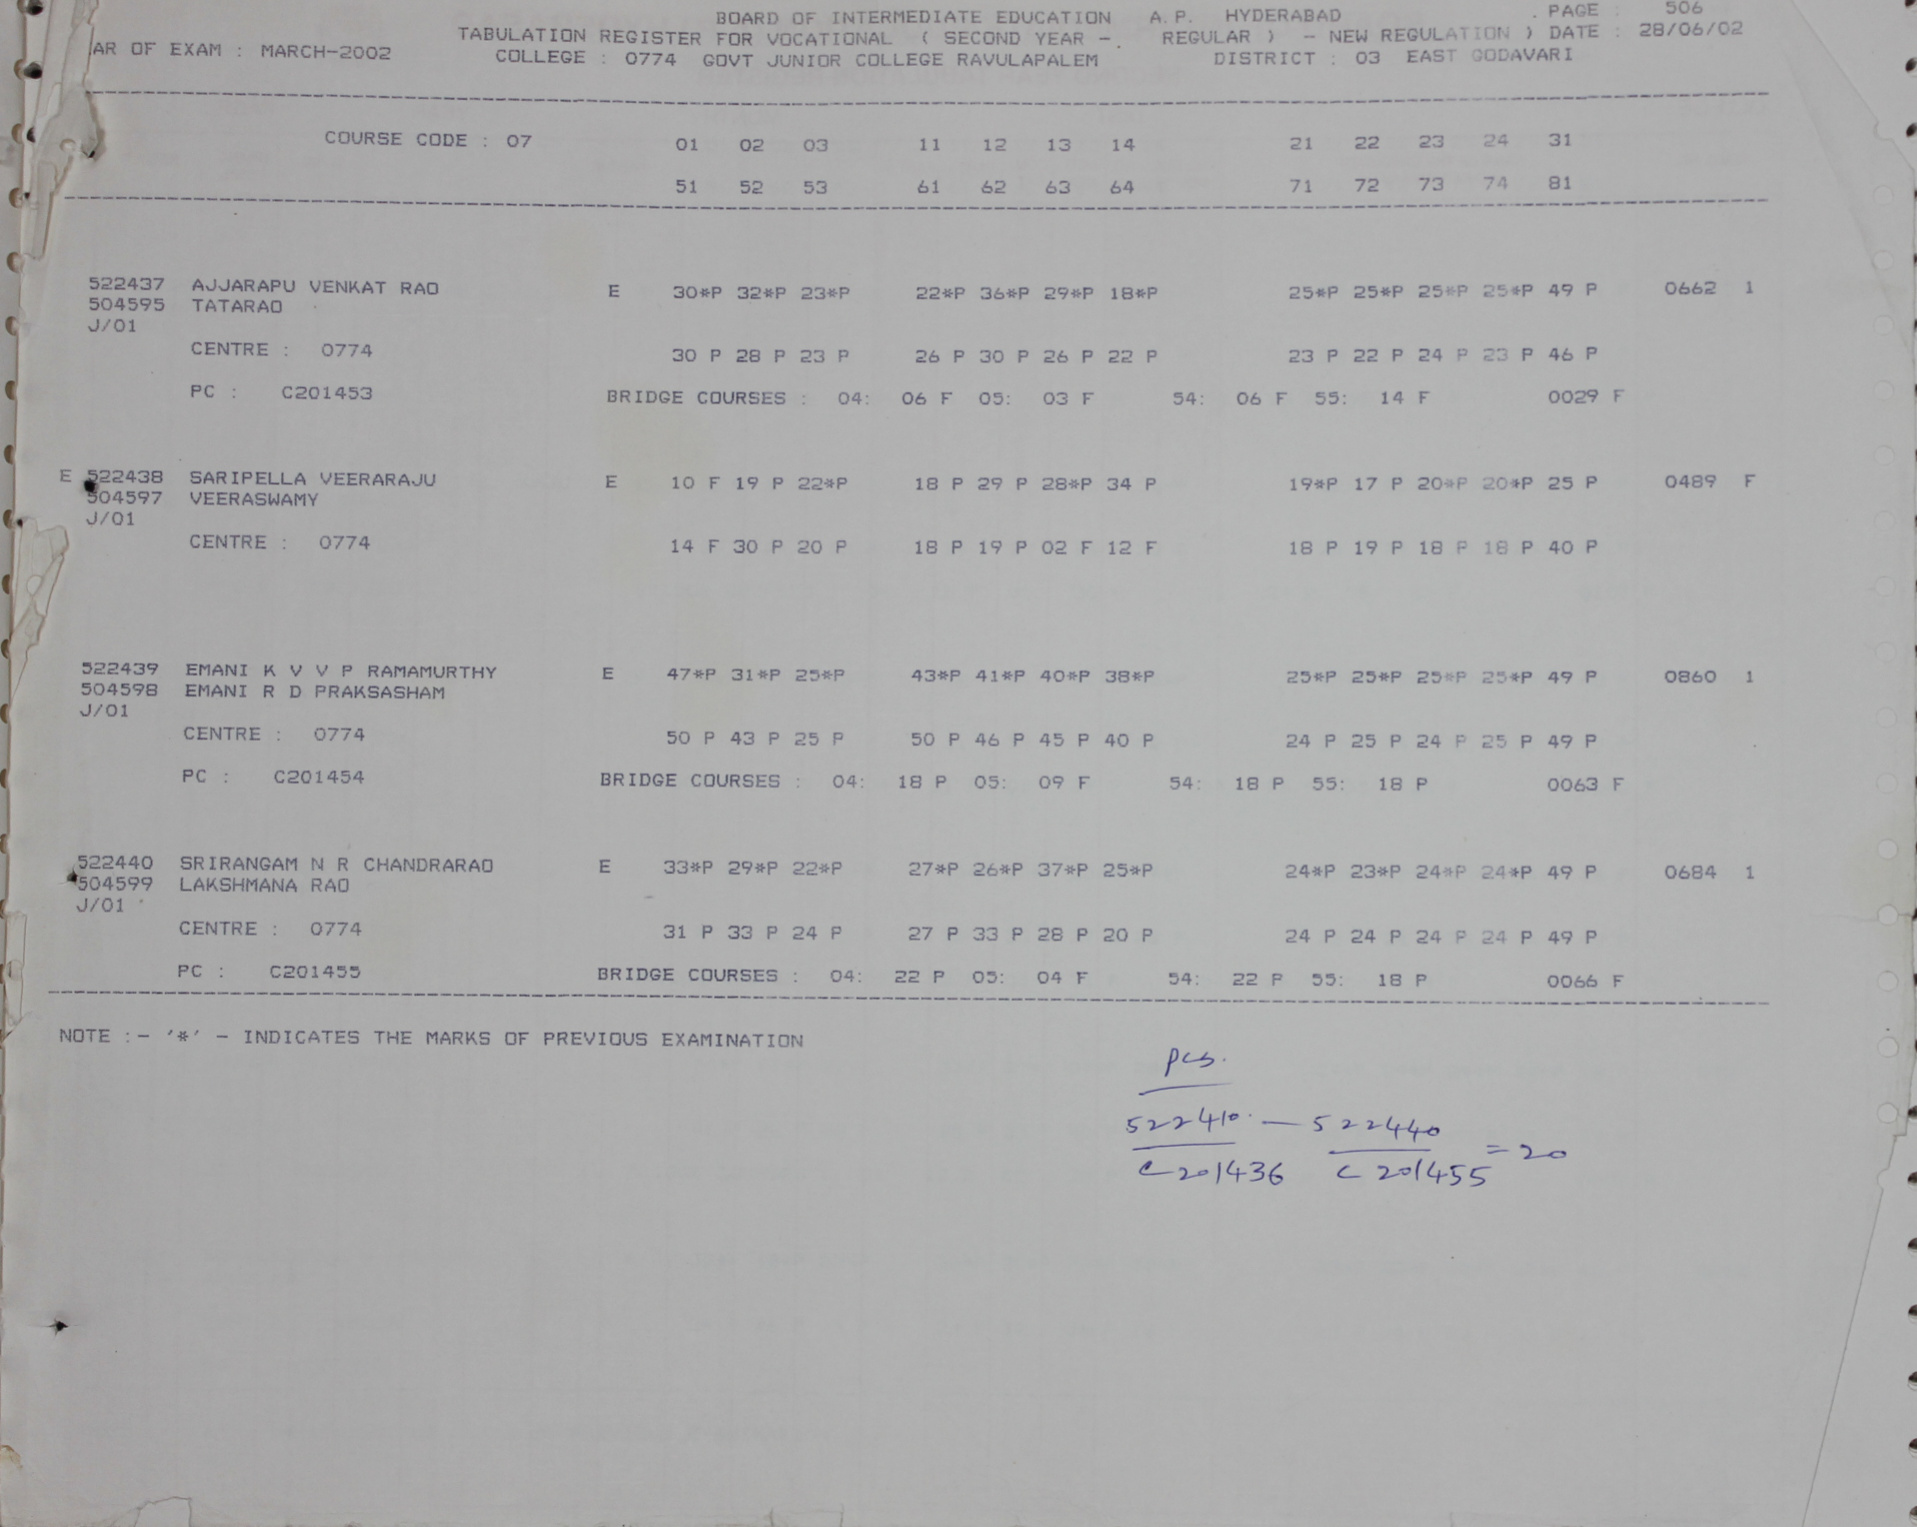 BOARD OF INTERMEDIATE EDUCATION A.P. HYDERABAD . PAGE : 506
AR OF EXAM : MARCH-2002 TABULATION REGISTER FOR VOCATIONAL ( SECOND YEAR - REGULAR ) - NEW REGULATION ) DATE : 28/06/02
COLLEGE : 0774 GOVT JUNIOR COLLEGE RAVULAPALEM DISTRICT : 03 EAST GODAVARI
COURSE CODE : 07 01 02 03 11 12 13 14 21 22 23 24 31
51 52 53 61 62 63 64 71 72 73 74 81
522437 AJJARAPU VENKAT RAO E 30*P 32*P 23*P 22*P 36*P 29*P 18*P 25*P 25*P 25*P 25*P 49 P 0662 1
504595 TATARAO
J/01
CENTRE : 0774 30 P 28 P 23 P 26 P 30 P 26 P 22 P 23 P 22 P 24 P 23 P 46 P
PC : C201453 BRIDGE COURSES : 04: 06 F 05: 03 F 54: 06 F 55: 14 F 0029 F
E 522438 SARIPELLA VEERARAJU E 10 F 19 P 22*P 18 P 29 P 28*P 34 P 19*P 17 P 20*P 20*P 25 P 0489 F
504597 VEERASWAMY
J/01
CENTRE : 0774 14 F 30 P 20 P 18 P 19 P 02 F 12 F 18 P 19 P 18 P 18 P 40 P
522439 EMANI K V V P RAMAMURTHY E 47*P 31*P 25*P 43*P 41*P 40*P 38*P 25*P 25*P 25*P 25*P 49 P 0860 1
504598 EMANI R D PRAKSASHAM
J/01
CENTRE : 0774 50 P 43 P 25 P 50 P 46 P 45 P 40 P 24 P 25 P 24 P 25 P 49 P
PC : C201454 BRIDGE COURSES : 04: 18 P 05: 09 F 54: 18 P 55: 18 P 0063 F
522440 SRIRANGAM N R CHANDRARAO E 33*P 29*P 22*P 27*P 26*P 37*P 25*P 24*P 23*P 24*P 24*P 49 P 0684 1
504599 LAKSHMANA RAO
J/01
CENTRE : 0774 31 P 33 P 24 P 27 P 33 P 28 P 20 P 24 P 24 P 24 P 24 P 49 P
PC : C201455 BRIDGE COURSES : 04: 22 P 05: 04 F 54: 22 P 55: 18 P 0066 F
NOTE :- '*' - INDICATES THE MARKS OF PREVIOUS EXAMINATION
pcs.
522410 — 522440
C201436 C201455 = 20